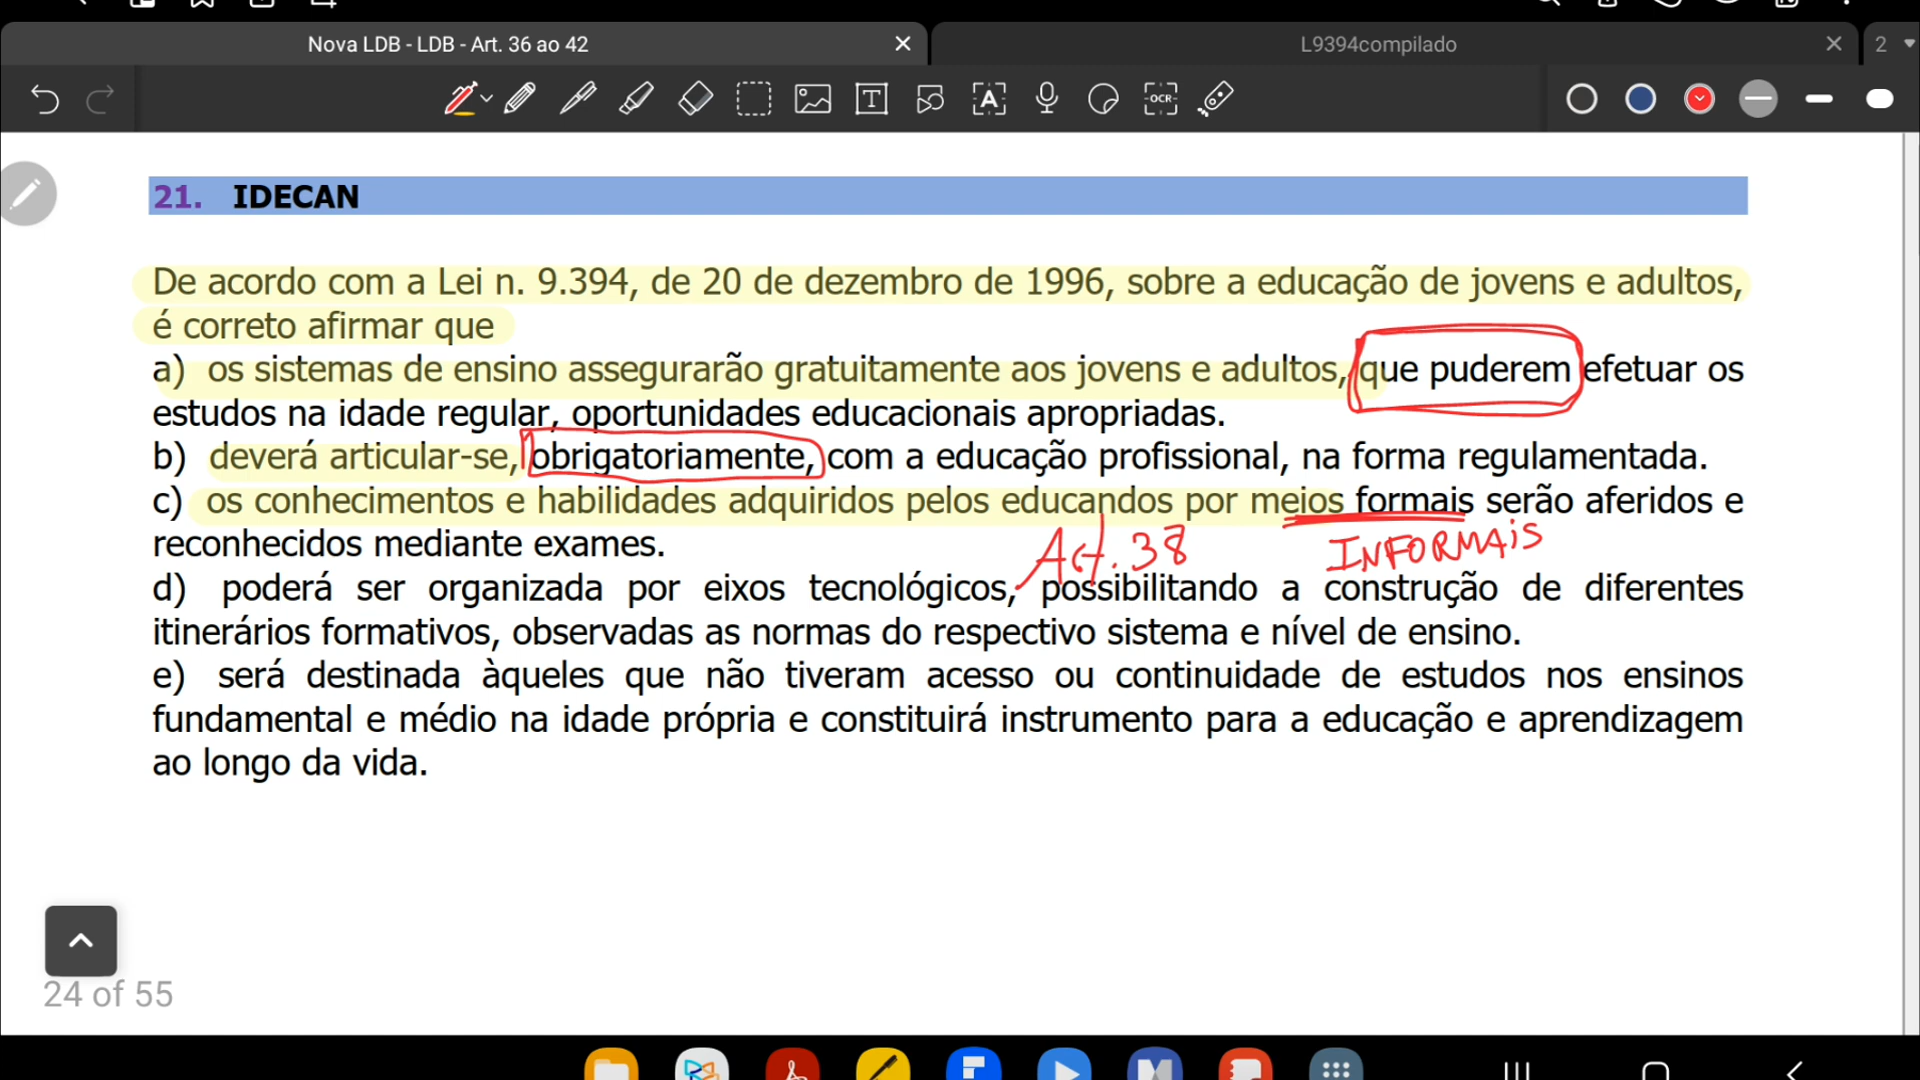 Nova LDB - LDB - Art. 36 ao 42
L9394compilado
2
T
A
OCR
21. IDECAN
De acordo com a Lei n. 9.394, de 20 de dezembro de 1996, sobre a educação de jovens e adultos,
é correto afirmar que
a) os sistemas de ensino assegurarão gratuitamente aos jovens e adultos, que puderem efetuar os
estudos na idade regular, oportunidades educacionais apropriadas.
b) deverá articular-se, obrigatoriamente, com a educação profissional, na forma regulamentada.
c) os conhecimentos e habilidades adquiridos pelos educandos por meios formais serão aferidos e
reconhecidos mediante exames.
Art. 38
INFORMAIS
d) poderá ser organizada por eixos tecnológicos, possibilitando a construção de diferentes
itinerários formativos, observadas as normas do respectivo sistema e nível de ensino.
e) será destinada àqueles que não tiveram acesso ou continuidade de estudos nos ensinos
fundamental e médio na idade própria e constituirá instrumento para a educação e aprendizagem
ao longo da vida.
24 of 55